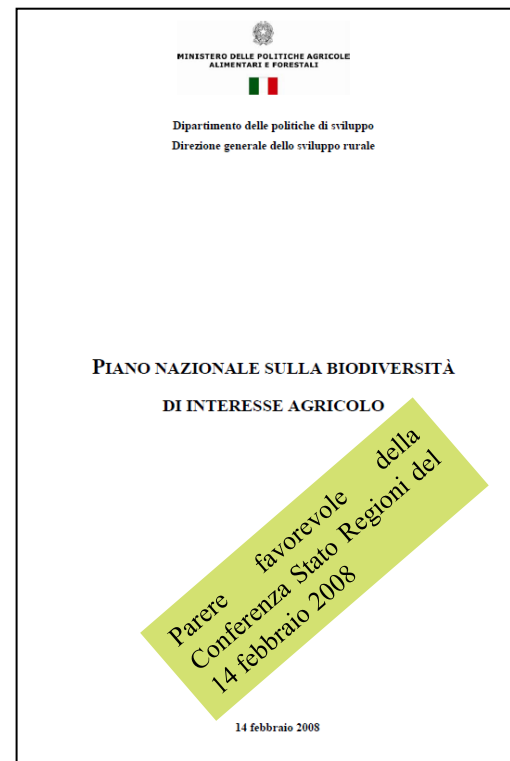 MINISTERO DELLE POLITICHE AGRICOLE
ALIMENTARI E FORESTALI
Dipartimento delle politiche di sviluppo
Direzione generale dello sviluppo rurale
PIANO NAZIONALE SULLA BIODIVERSITÀ
DI INTERESSE AGRICOLO
Parere favorevole della
Conferenza Stato Regioni del
14 febbraio 2008
14 febbraio 2008